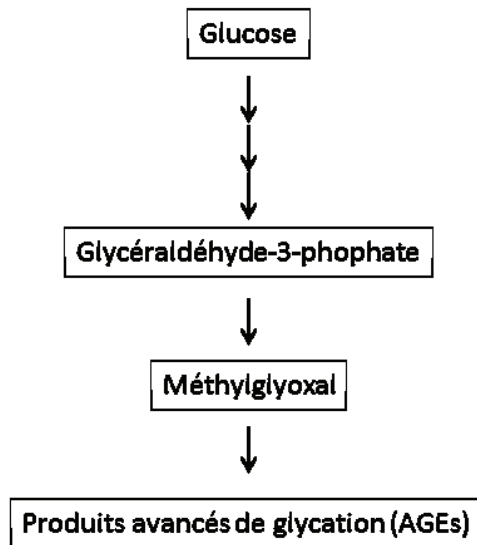 Glucose
Glycéraldéhyde-3-phophate
Méthylglyoxal
Produits avancés de glycation (AGEs)